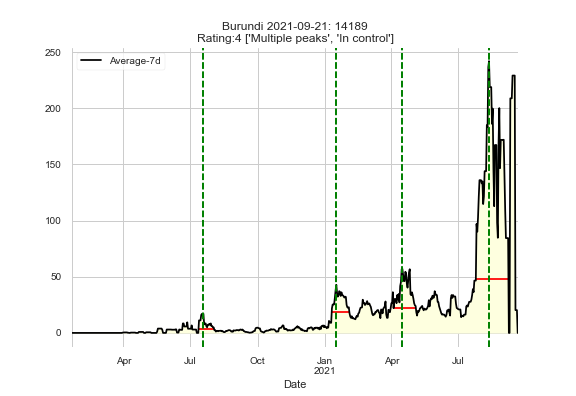 Burundi 2021-09-21: 14189
Rating:4 ['Multiple peaks', 'In control']
Average-7d
250
200
150
100
50
0
Apr
Jul
Oct
Jan
2021
Apr
Jul
Date